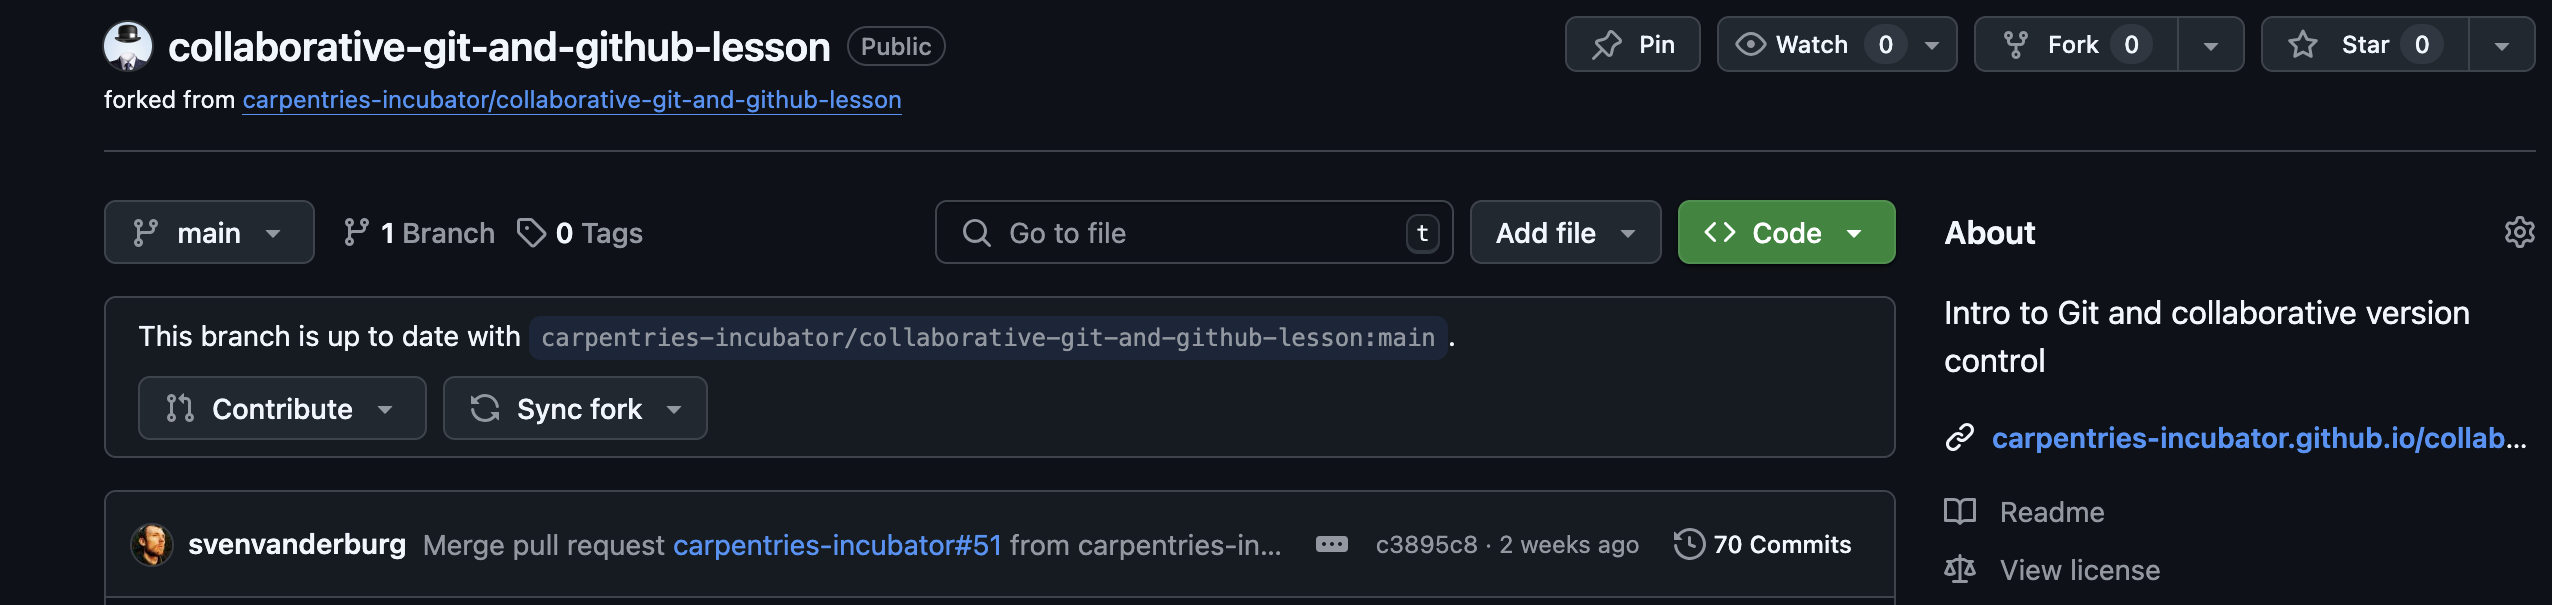 collaborative-git-and-github-lesson Public Pin Watch 0 Fork 0 Star 0
forked from carpentries-incubator/collaborative-git-and-github-lesson
main 1 Branch 0 Tags Go to file t Add file <> Code
This branch is up to date with carpentries-incubator/collaborative-git-and-github-lesson:main.
Contribute Sync fork
svenvanderburg Merge pull request carpentries-incubator#51 from carpentries-in... c3895c8 · 2 weeks ago 70 Commits
About
Intro to Git and collaborative version
control
carpentries-incubator.github.io/collab...
Readme
View license